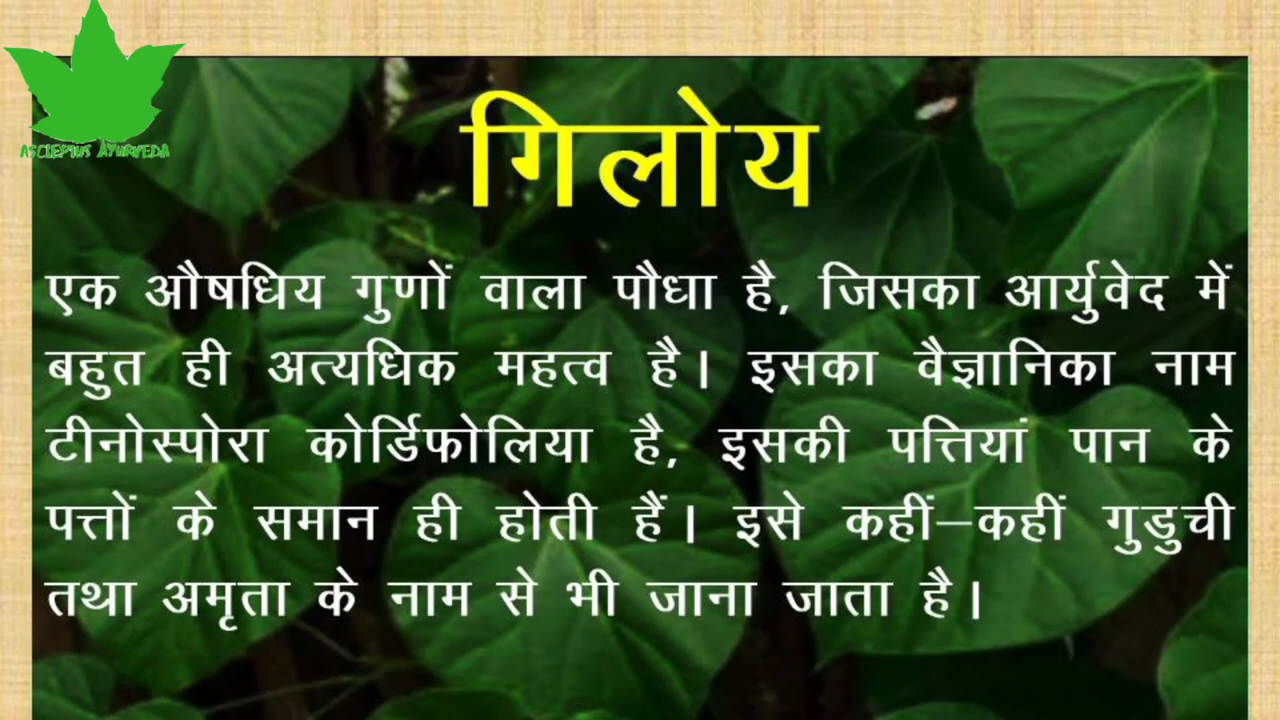 ASCLEPIUS AYURVEDA
गिलोय
एक औषधिय गुणों वाला पौधा है, जिसका आर्युवेद में
बहुत ही अत्यधिक महत्व है। इसका वैज्ञानिका नाम
टीनोस्पोरा कोर्डिफोलिया है, इसकी पत्तियां पान के
पत्तों के समान ही होती हैं। इसे कहीं–कहीं गुडुची
तथा अमृता के नाम से भी जाना जाता है।